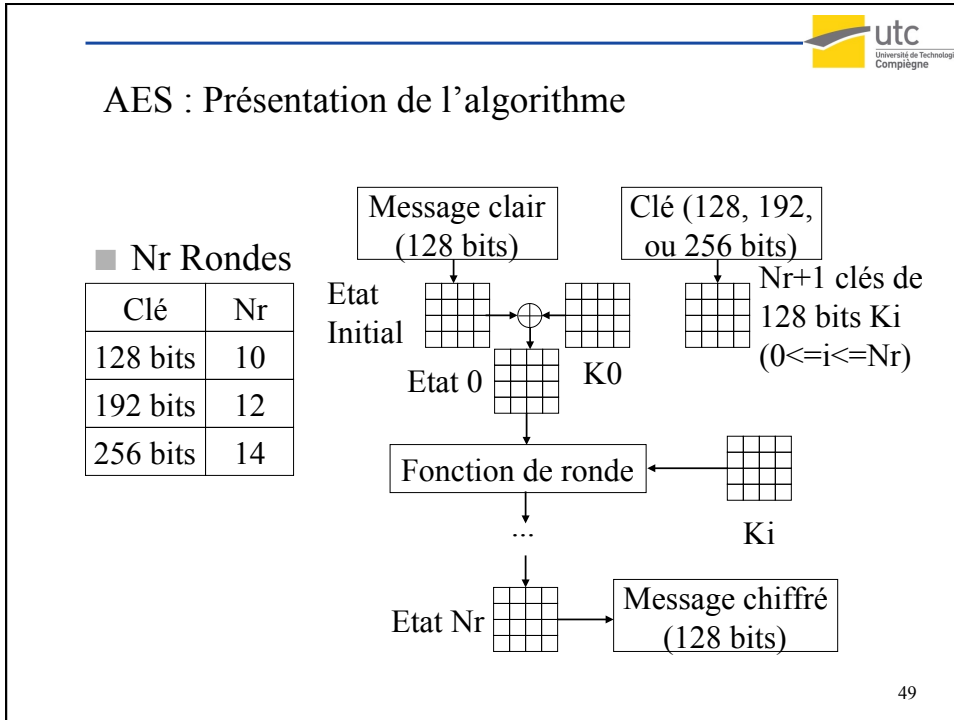 utc
Université de Technologi
Compiègne
AES : Présentation de l'algorithme
■ Nr Rondes
Clé Nr
128 bits 10
192 bits 12
256 bits 14
Message clair
(128 bits)
Clé (128, 192,
ou 256 bits)
Etat
Initial
Nr+1 clés de
128 bits Ki
(0<=i<=Nr)
Etat 0
K0
Fonction de ronde
Ki
...
Etat Nr
Message chiffré
(128 bits)
49